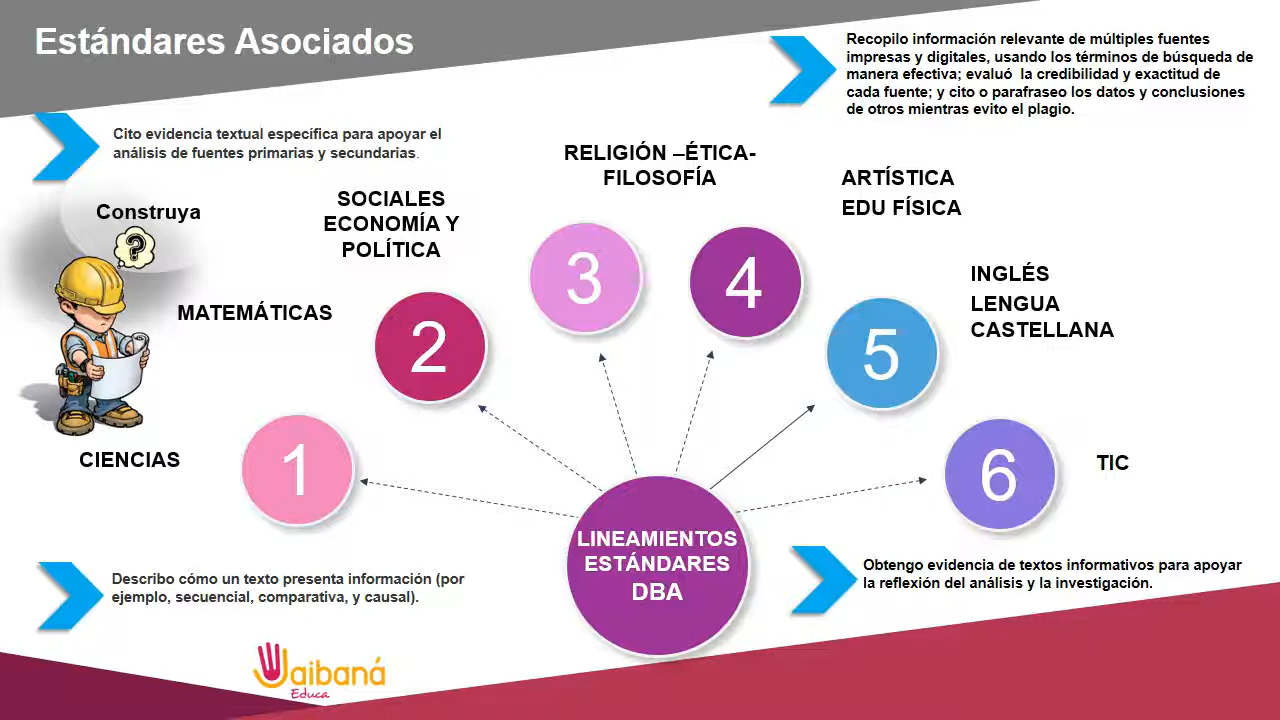 Estándares Asociados
Recopilo información relevante de múltiples fuentes
impresas y digitales, usando los términos de búsqueda de
manera efectiva; evaluó la credibilidad y exactitud de
cada fuente; y cito o parafraseo los datos y conclusiones
de otros mientras evito el plagio.
Cito evidencia textual específica para apoyar el
análisis de fuentes primarias y secundarias.
Construya
?
MATEMÁTICAS
SOCIALES
ECONOMÍA Y
POLÍTICA
RELIGIÓN –ÉTICA-
FILOSOFÍA
ARTÍSTICA
EDU FÍSICA
INGLÉS
LENGUA
CASTELLANA
CIENCIAS
1
2
3
4
5
6
TIC
LINEAMIENTOS
ESTÁNDARES
DBA
Describo cómo un texto presenta información (por
ejemplo, secuencial, comparativa, y causal).
Obtengo evidencia de textos informativos para apoyar
la reflexión del análisis y la investigación.
Jaibaná
Educa